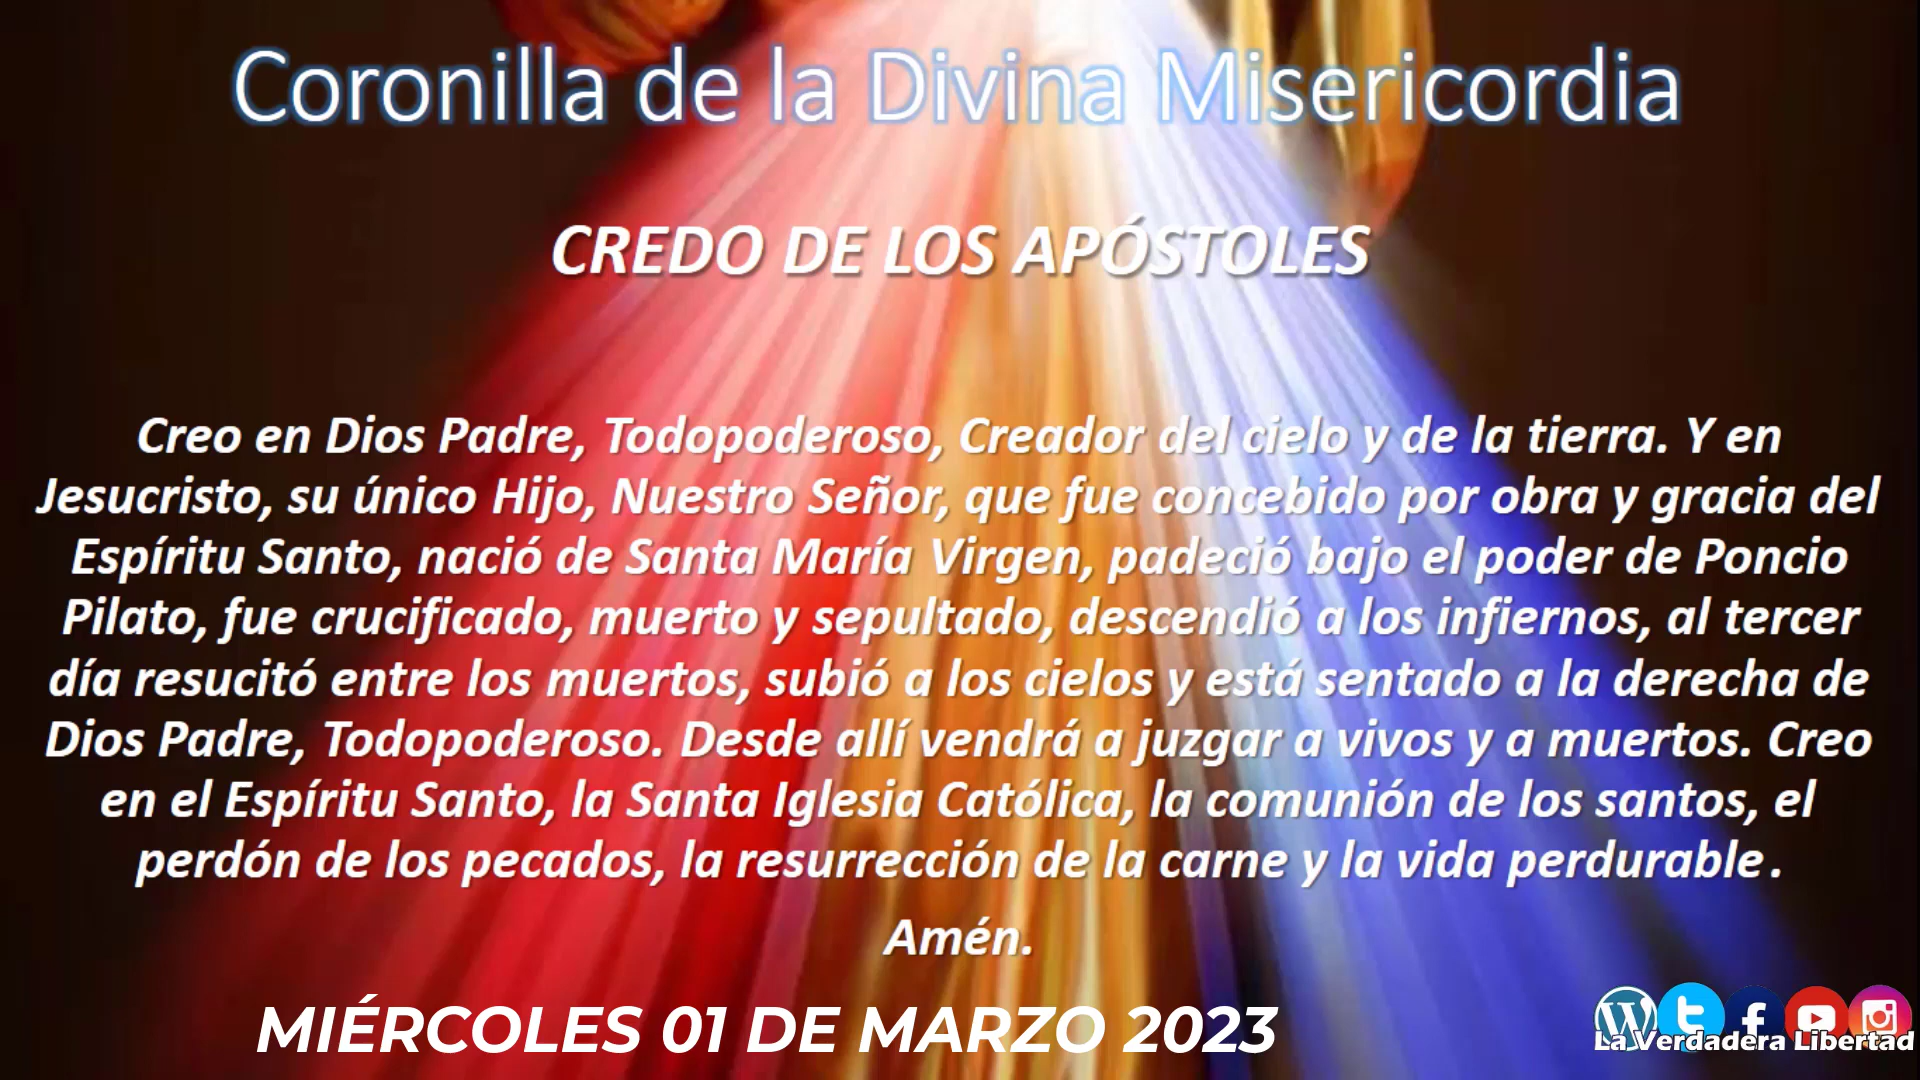 Coronilla de la Divina Misericordia
CREDO DE LOS APÓSTOLES
Creo en Dios Padre, Todopoderoso, Creador del cielo y de la tierra. Y en
Jesucristo, su único Hijo, Nuestro Señor, que fue concebido por obra y gracia del
Espíritu Santo, nació de Santa María Virgen, padeció bajo el poder de Poncio
Pilato, fue crucificado, muerto y sepultado, descendió a los infiernos, al tercer
día resucitó entre los muertos, subió a los cielos y está sentado a la derecha de
Dios Padre, Todopoderoso. Desde allí vendrá a juzgar a vivos y a muertos. Creo
en el Espíritu Santo, la Santa Iglesia Católica, la comunión de los santos, el
perdón de los pecados, la resurrección de la carne y la vida perdurable.
Amén.
MIÉRCOLES 01 DE MARZO 2023
La Verdadera Libertad